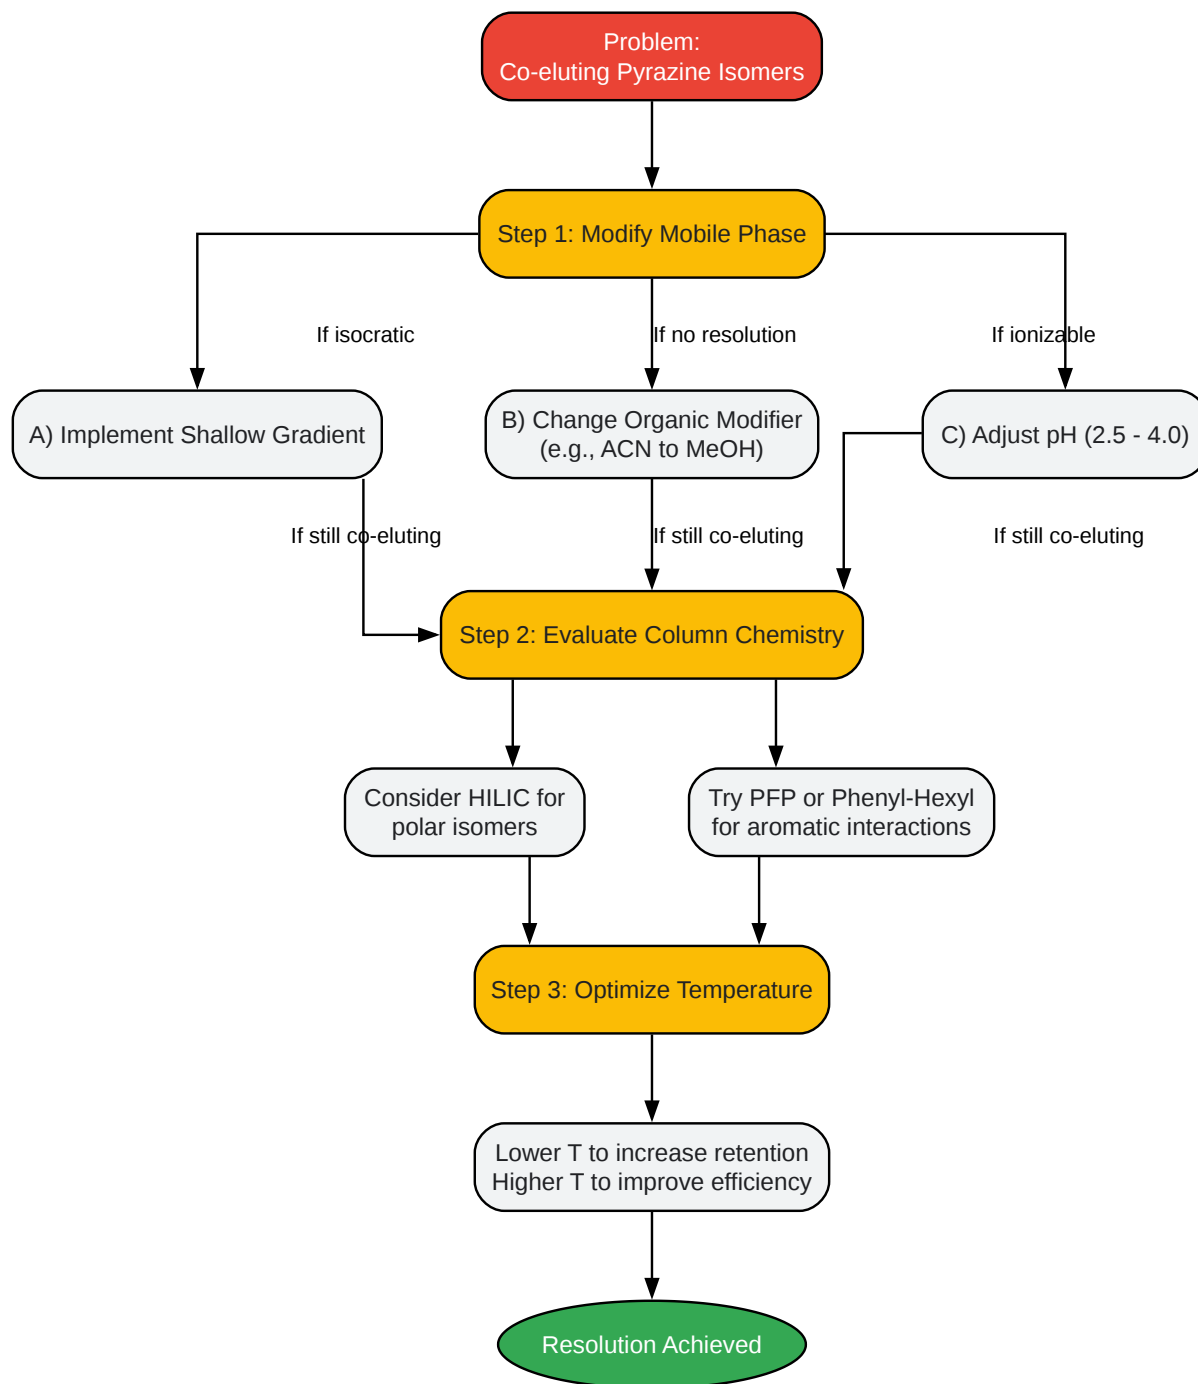 Problem:
Co-eluting Pyrazine Isomers
Step 1: Modify Mobile Phase
If isocratic
If no resolution
If ionizable
A) Implement Shallow Gradient
B) Change Organic Modifier
(e.g., ACN to MeOH)
C) Adjust pH (2.5 - 4.0)
If still co-eluting
If still co-eluting
If still co-eluting
Step 2: Evaluate Column Chemistry
Consider HILIC for
polar isomers
Try PFP or Phenyl-Hexyl
for aromatic interactions
Step 3: Optimize Temperature
Lower T to increase retention
Higher T to improve efficiency
Resolution Achieved